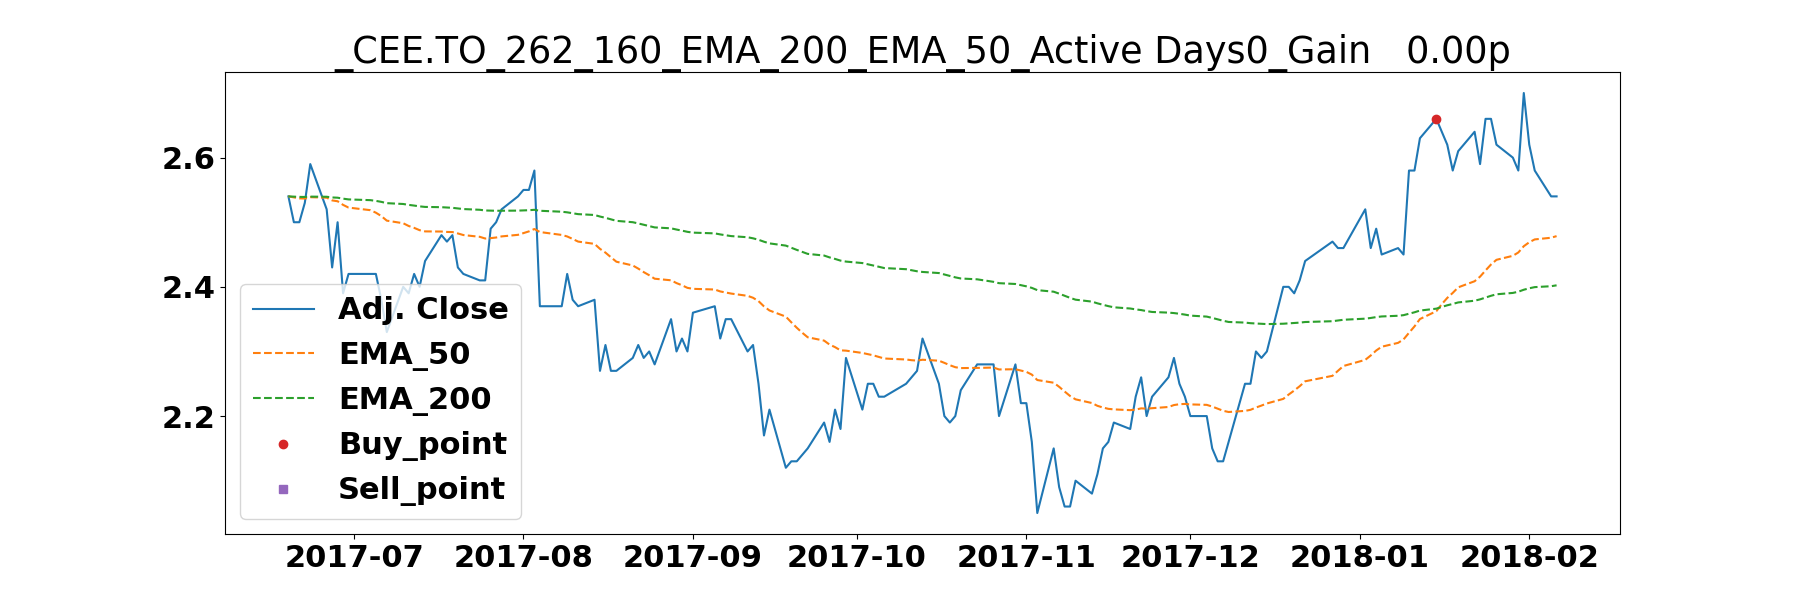 _CEE.TO_262_160_EMA_200_EMA_50_Active Days0_Gain   0.00p
2.6
2.4
2.2
Adj. Close
EMA_50
EMA_200
Buy_point
Sell_point
2017-07 2017-08 2017-09 2017-10 2017-11 2017-12 2018-01 2018-02